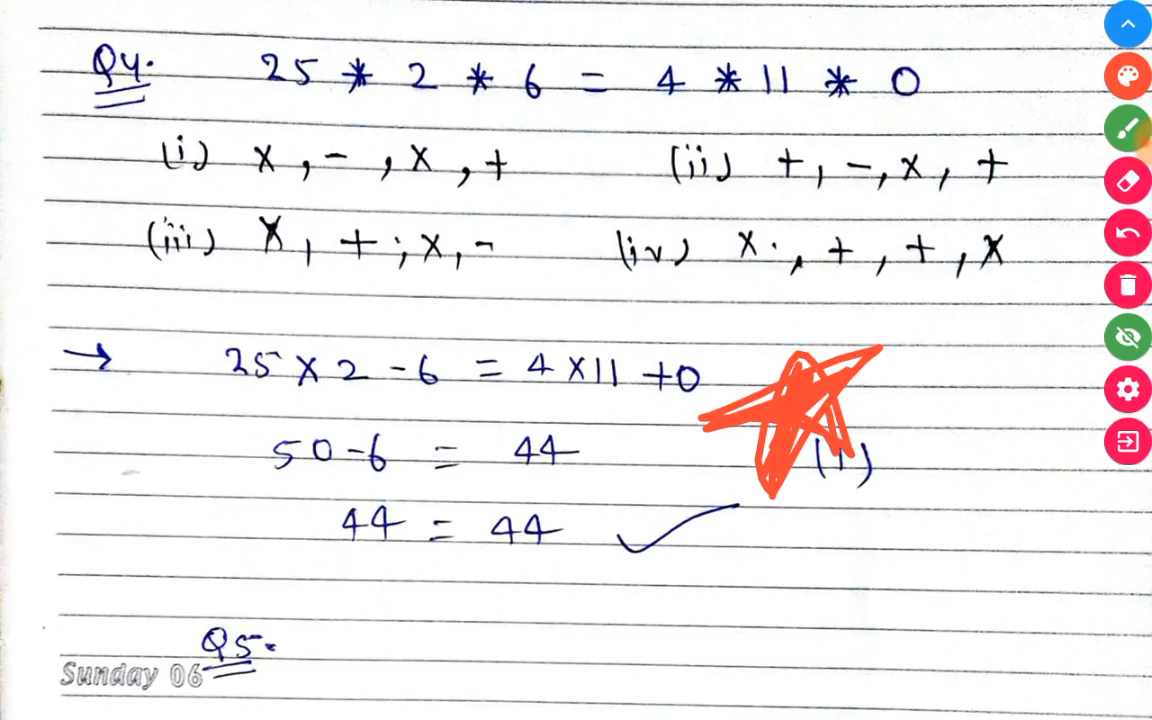 Q4. 25 * 2 * 6 = 4 * 11 * 0
(i) x, -, x, + (ii) +, -, x, +
(iii) x, +, x, - (iv) x, +, +, x
→ 25 x 2 - 6 = 4 x 11 + 0
50 - 6 = 44 (i)
44 = 44 ✓
Q5.
Sunday 06